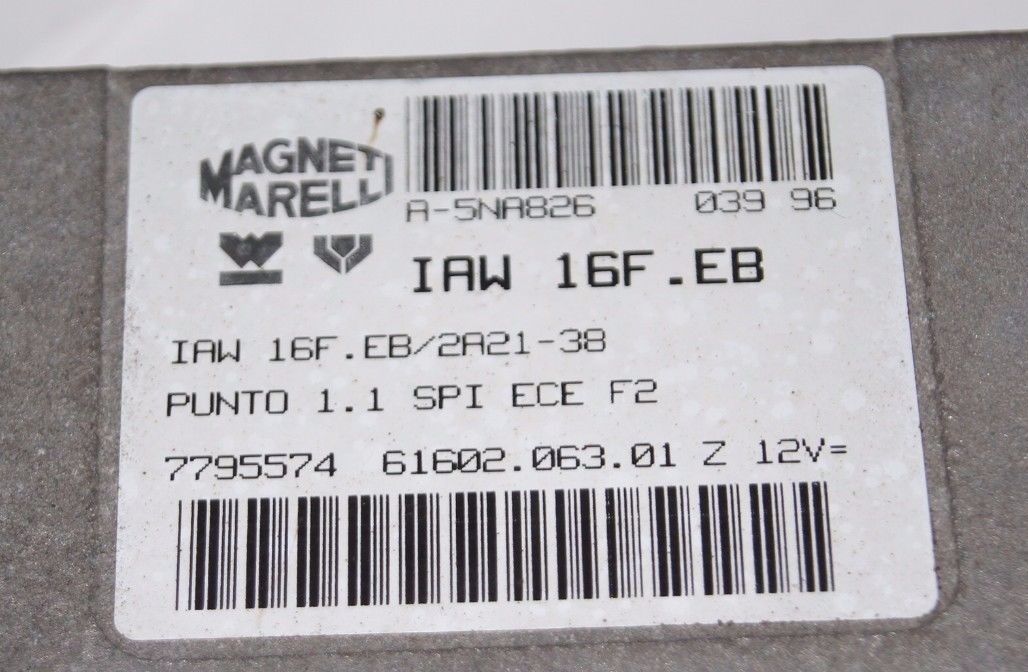 MAGNETI
MARELLI
A-5NA826 039 96
IAW 16F.EB
IAW 16F.EB/2A21-38
PUNTO 1.1 SPI ECE F2
7795574 61602.063.01 Z 12V=